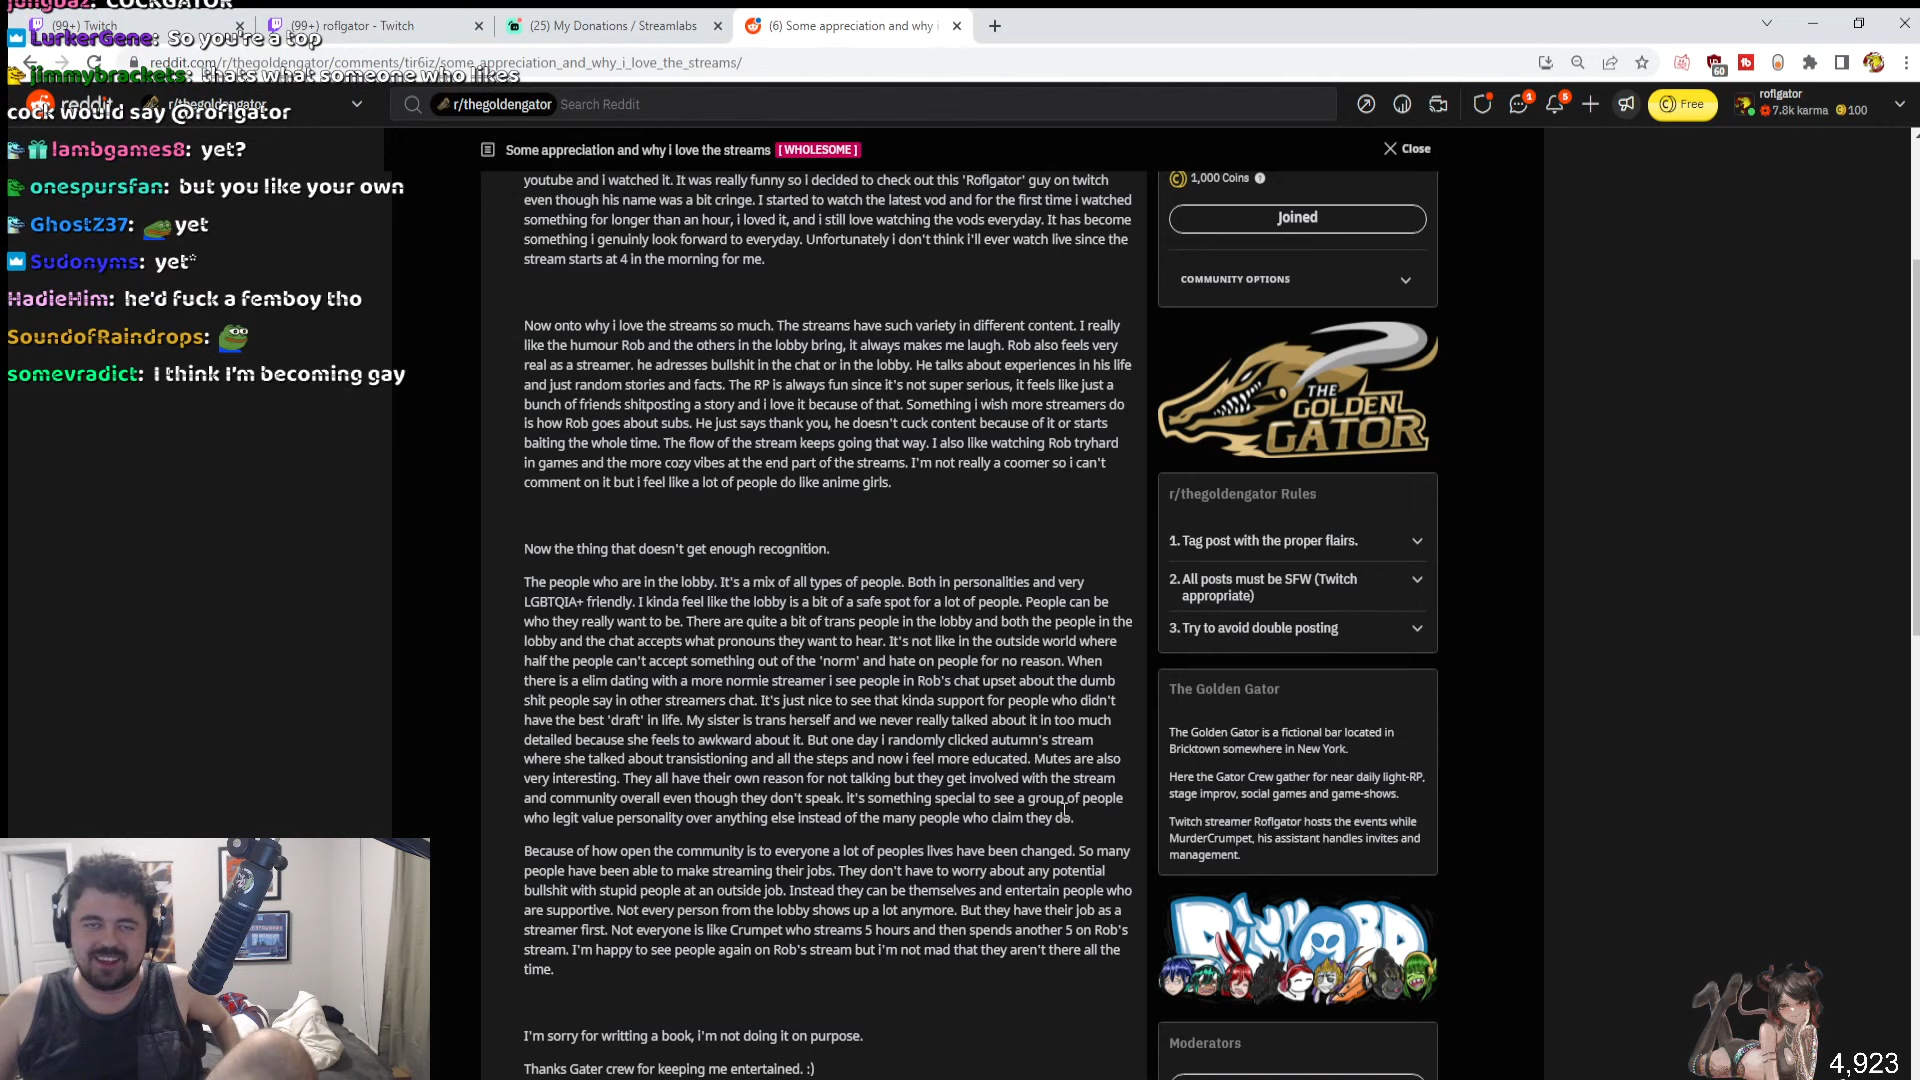 jungbaz: COCKGATOR
LurkerGene: So you're a top
jimmybrackets: thats what someone who likes
cock would say @roflgator
lambgames8: yet?
onespursfan: but you like your own
GhostZ37: yet
Sudonyms: yet*
HadieHim: he'd fuck a femboy tho
SoundofRaindrops:
somevradict: I think I'm becoming gay
(99+) Twitch
(99+) roflgator - Twitch
(25) My Donations / Streamlabs
(6) Some appreciation and why i
reddit.com/r/thegoldengator/comments/tir6iz/some_appreciation_and_why_i_love_the_streams/
60
reddit
r/thegoldengator
r/thegoldengator Search Reddit
1
5
Free
roflgator
7.8k karma 100
Some appreciation and why i love the streams [ WHOLESOME ]
Close
youtube and i watched it. It was really funny so i decided to check out this 'Roflgator' guy on twitch
even though his name was a bit cringe. I started to watch the latest vod and for the first time i watched
something for longer than an hour, i loved it, and i still love watching the vods everyday. It has become
something i genuinely look forward to everyday. Unfortunately i don't think i'll ever watch live since the
stream starts at 4 in the morning for me.
Now onto why i love the streams so much. The streams have such variety in different content. I really
like the humour Rob and the others in the lobby bring, it always makes me laugh. Rob also feels very
real as a streamer. he adresses bullshit in the chat or in the lobby. He talks about experiences in his life
and just random stories and facts. The RP is always fun since it's not super serious, it feels like just a
bunch of friends shitposting a story and i love it because of that. Something i wish more streamers do
is how Rob goes about subs. He just says thank you, he doesn't cuck content because of it or starts
baiting the whole time. The flow of the stream keeps going that way. I also like watching Rob tryhard
in games and the more cozy vibes at the end part of the streams. I'm not really a coomer so i can't
comment on it but i feel like a lot of people do like anime girls.
Now the thing that doesn't get enough recognition.
The people who are in the lobby. It's a mix of all types of people. Both in personalities and very
LGBTQIA+ friendly. I kinda feel like the lobby is a bit of a safe spot for a lot of people. People can be
who they really want to be. There are quite a bit of trans people in the lobby and both the people in the
lobby and the chat accepts what pronouns they want to hear. It's not like in the outside world where
half the people can't accept something out of the 'norm' and hate on people for no reason. When
there is a elim dating with a more normie streamer i see people in Rob's chat upset about the dumb
shit people say in other streamers chat. It's just nice to see that kinda support for people who didn't
have the best 'draft' in life. My sister is trans herself and we never really talked about it in too much
detailed because she feels to awkward about it. But one day i randomly clicked autumn's stream
where she talked about transistioning and all the steps and now i feel more educated. Mutes are also
very interesting. They all have their own reason for not talking but they get involved with the stream
and community overall even though they don't speak. it's something special to see a group of people
who legit value personality over anything else instead of the many people who claim they do.
Because of how open the community is to everyone a lot of peoples lives have been changed. So many
people have been able to make streaming their jobs. They don't have to worry about any potential
bullshit with stupid people at an outside job. Instead they can be themselves and entertain people who
are supportive. Not every person from the lobby shows up a lot anymore. But they have their job as a
streamer first. Not everyone is like Crumpet who streams 5 hours and then spends another 5 on Rob's
stream. I'm happy to see people again on Rob's stream but i'm not mad that they aren't there all the
time.
I'm sorry for writting a book, i'm not doing it on purpose.
Thanks Gater crew for keeping me entertained. :)
1,000 Coins
Joined
COMMUNITY OPTIONS
THE
GOLDEN
GATOR
r/thegoldengator Rules
1. Tag post with the proper flairs.
2. All posts must be SFW (Twitch
appropriate)
3. Try to avoid double posting
The Golden Gator
The Golden Gator is a fictional bar located in
Bricktown somewhere in New York.
Here the Gator Crew gather for near daily light-RP,
stage improv, social games and game-shows.
Twitch streamer Roflgator hosts the events while
MurderCrumpet, his assistant handles invites and
management.
DISCORD
Moderators
4,923